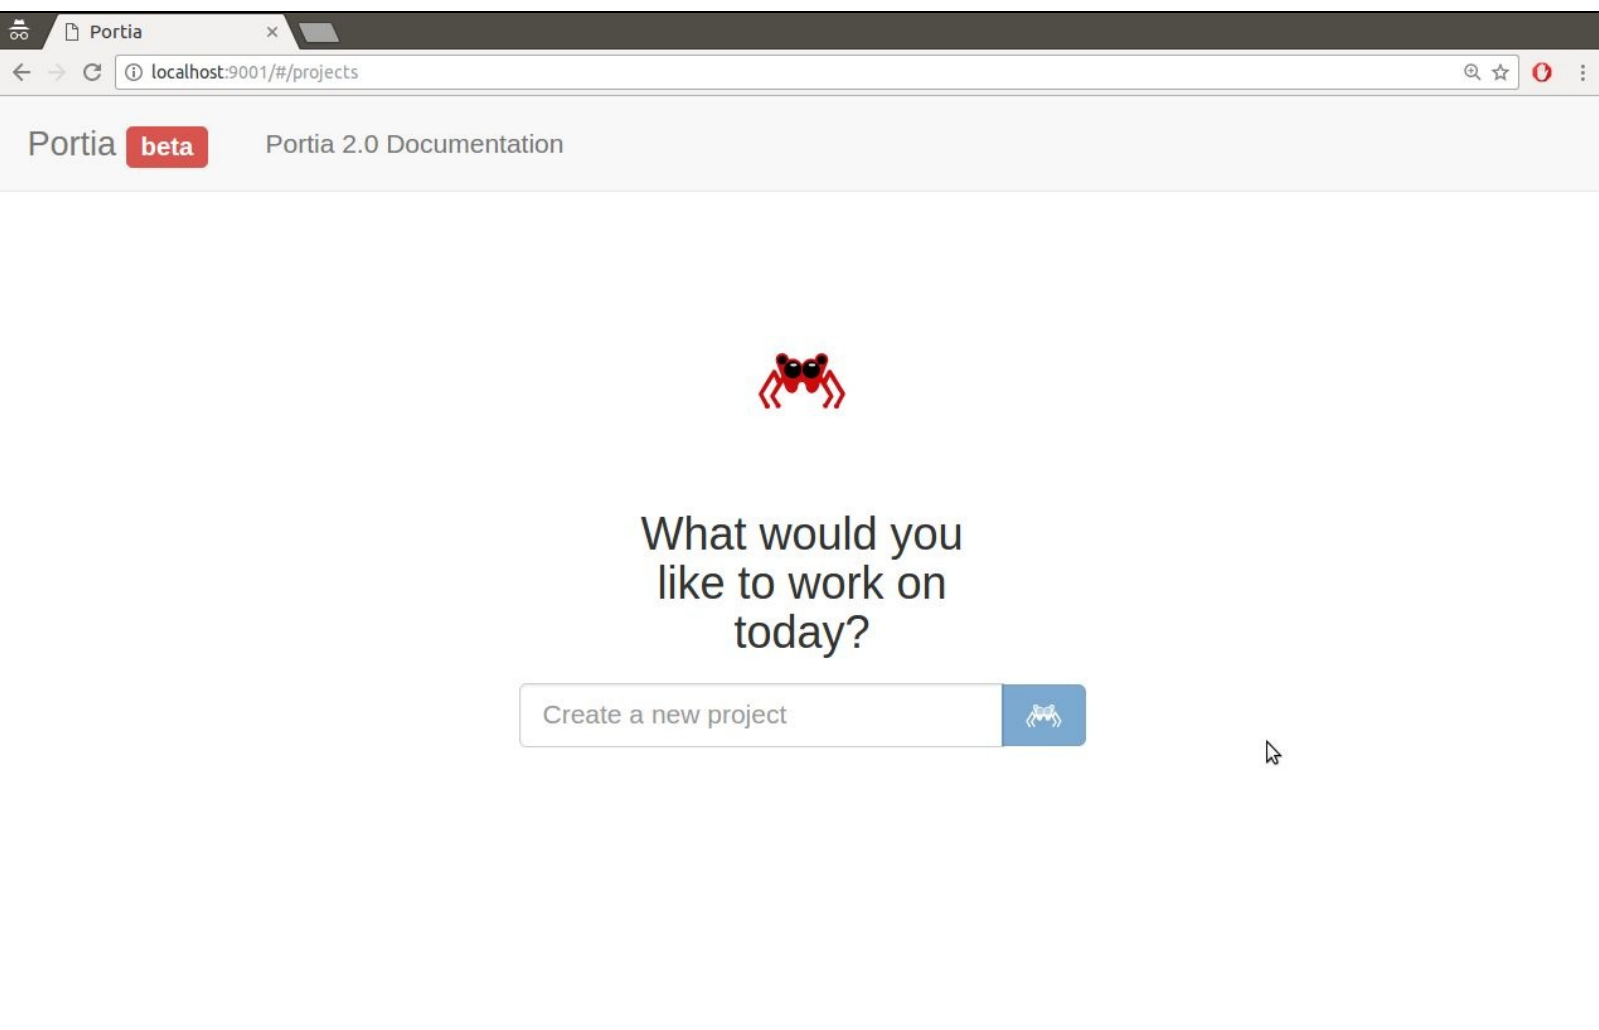 Portia
localhost:9001/#/projects
Portia beta Portia 2.0 Documentation
What would you
like to work on
today?
Create a new project